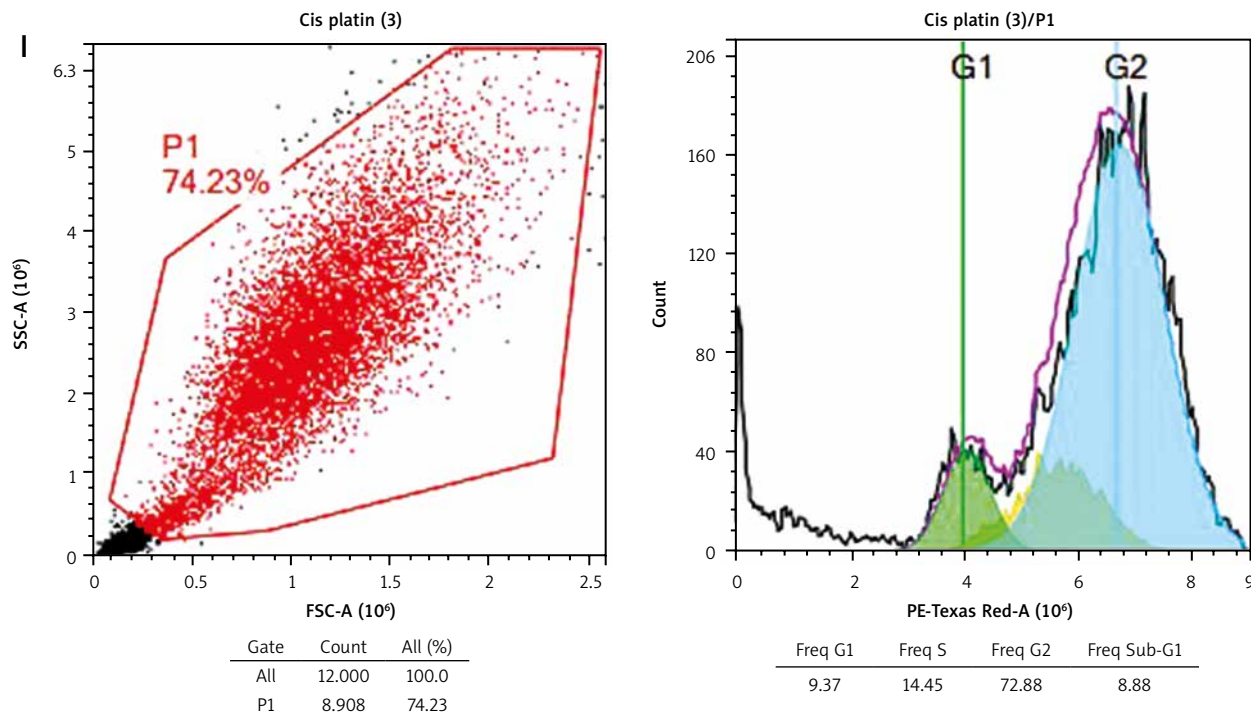 I
Cis platin (3)
SSC-A (10⁶)
6.3
5
4
3
2
1
0
P1
74.23%
0 0.5 1 1.5 2 2.5
FSC-A (10⁶)
Gate Count All (%)
All 12.000 100.0
P1 8.908 74.23
Cis platin (3)/P1
Count
206
160
120
80
40
0
G1 G2
0 2 4 6 8 9
PE-Texas Red-A (10⁶)
Freq G1 Freq S Freq G2 Freq Sub-G1
9.37 14.45 72.88 8.88